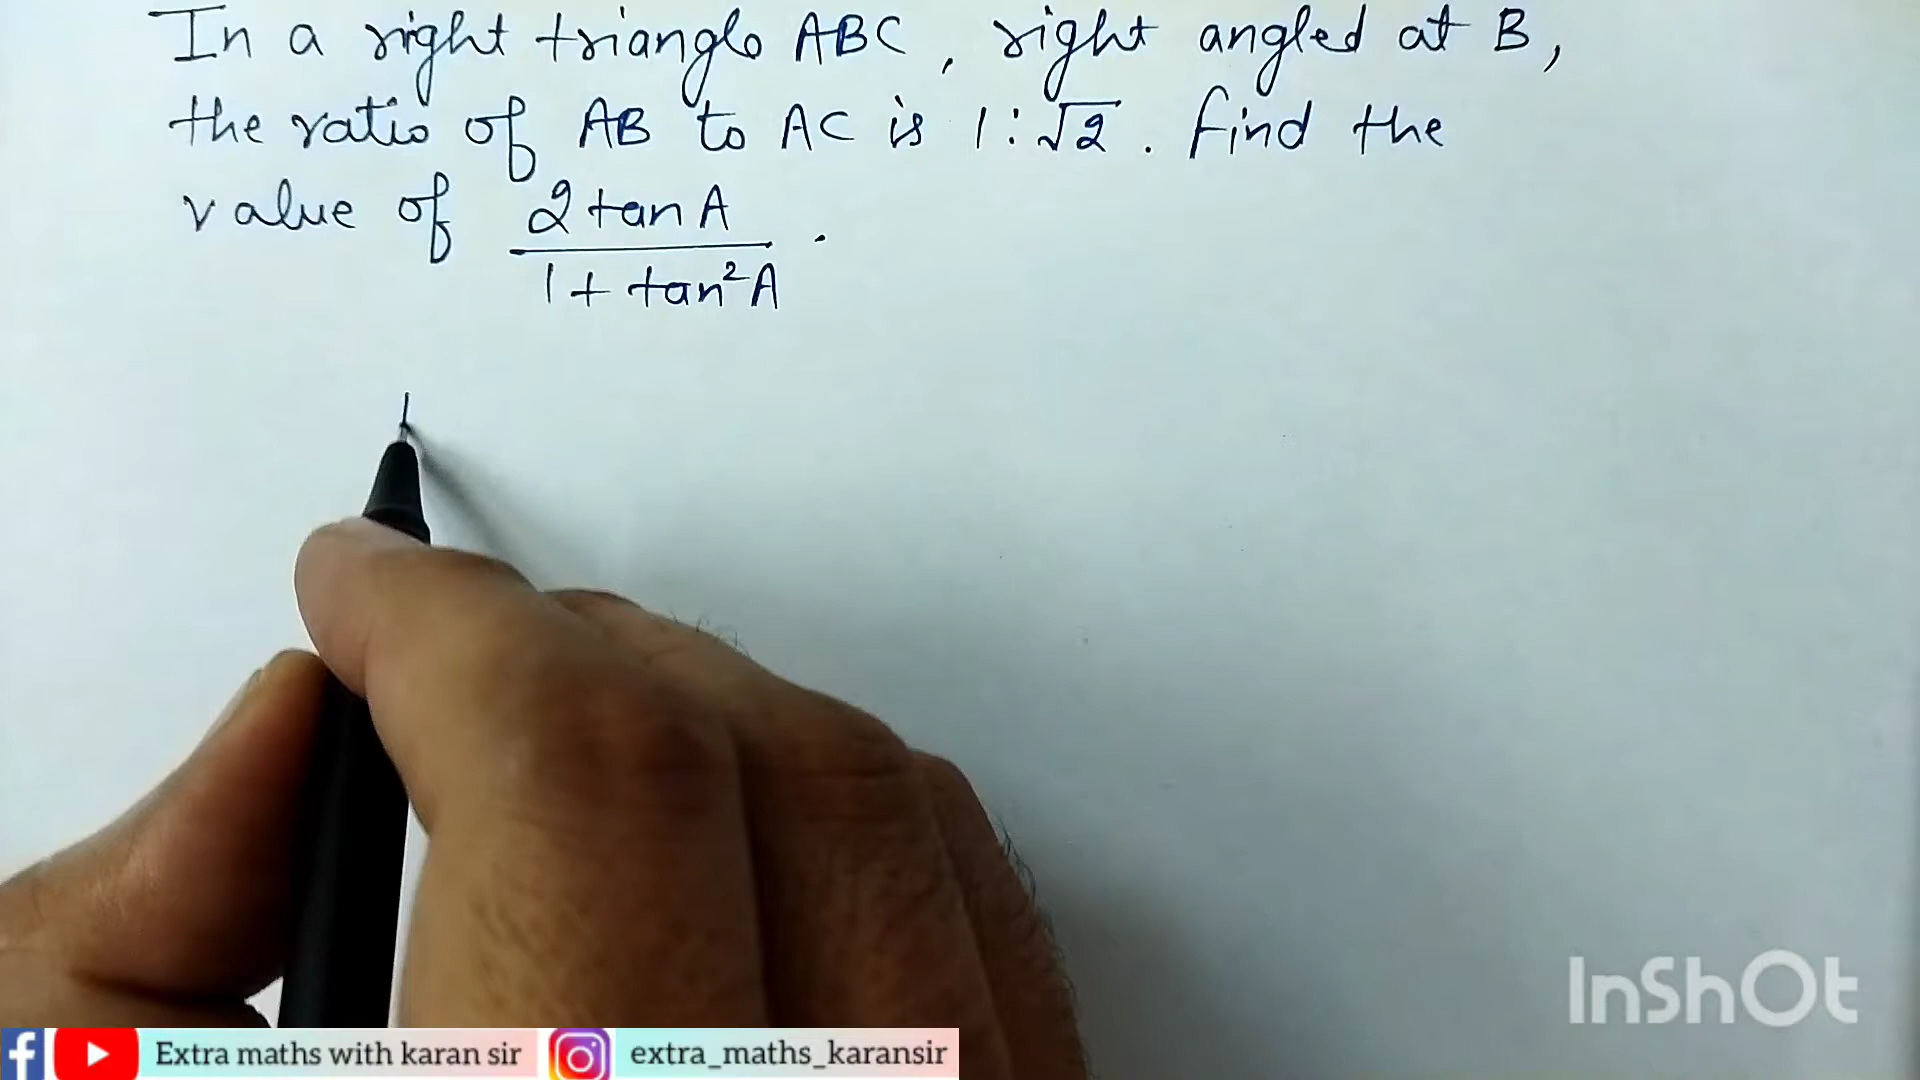 In a right triangle ABC, right angled at B,
the ratio of AB to AC is 1:√2. Find the
value of 2 tan A
1 + tan²A .
InShOt
f Extra maths with karan sir extra_maths_karansir